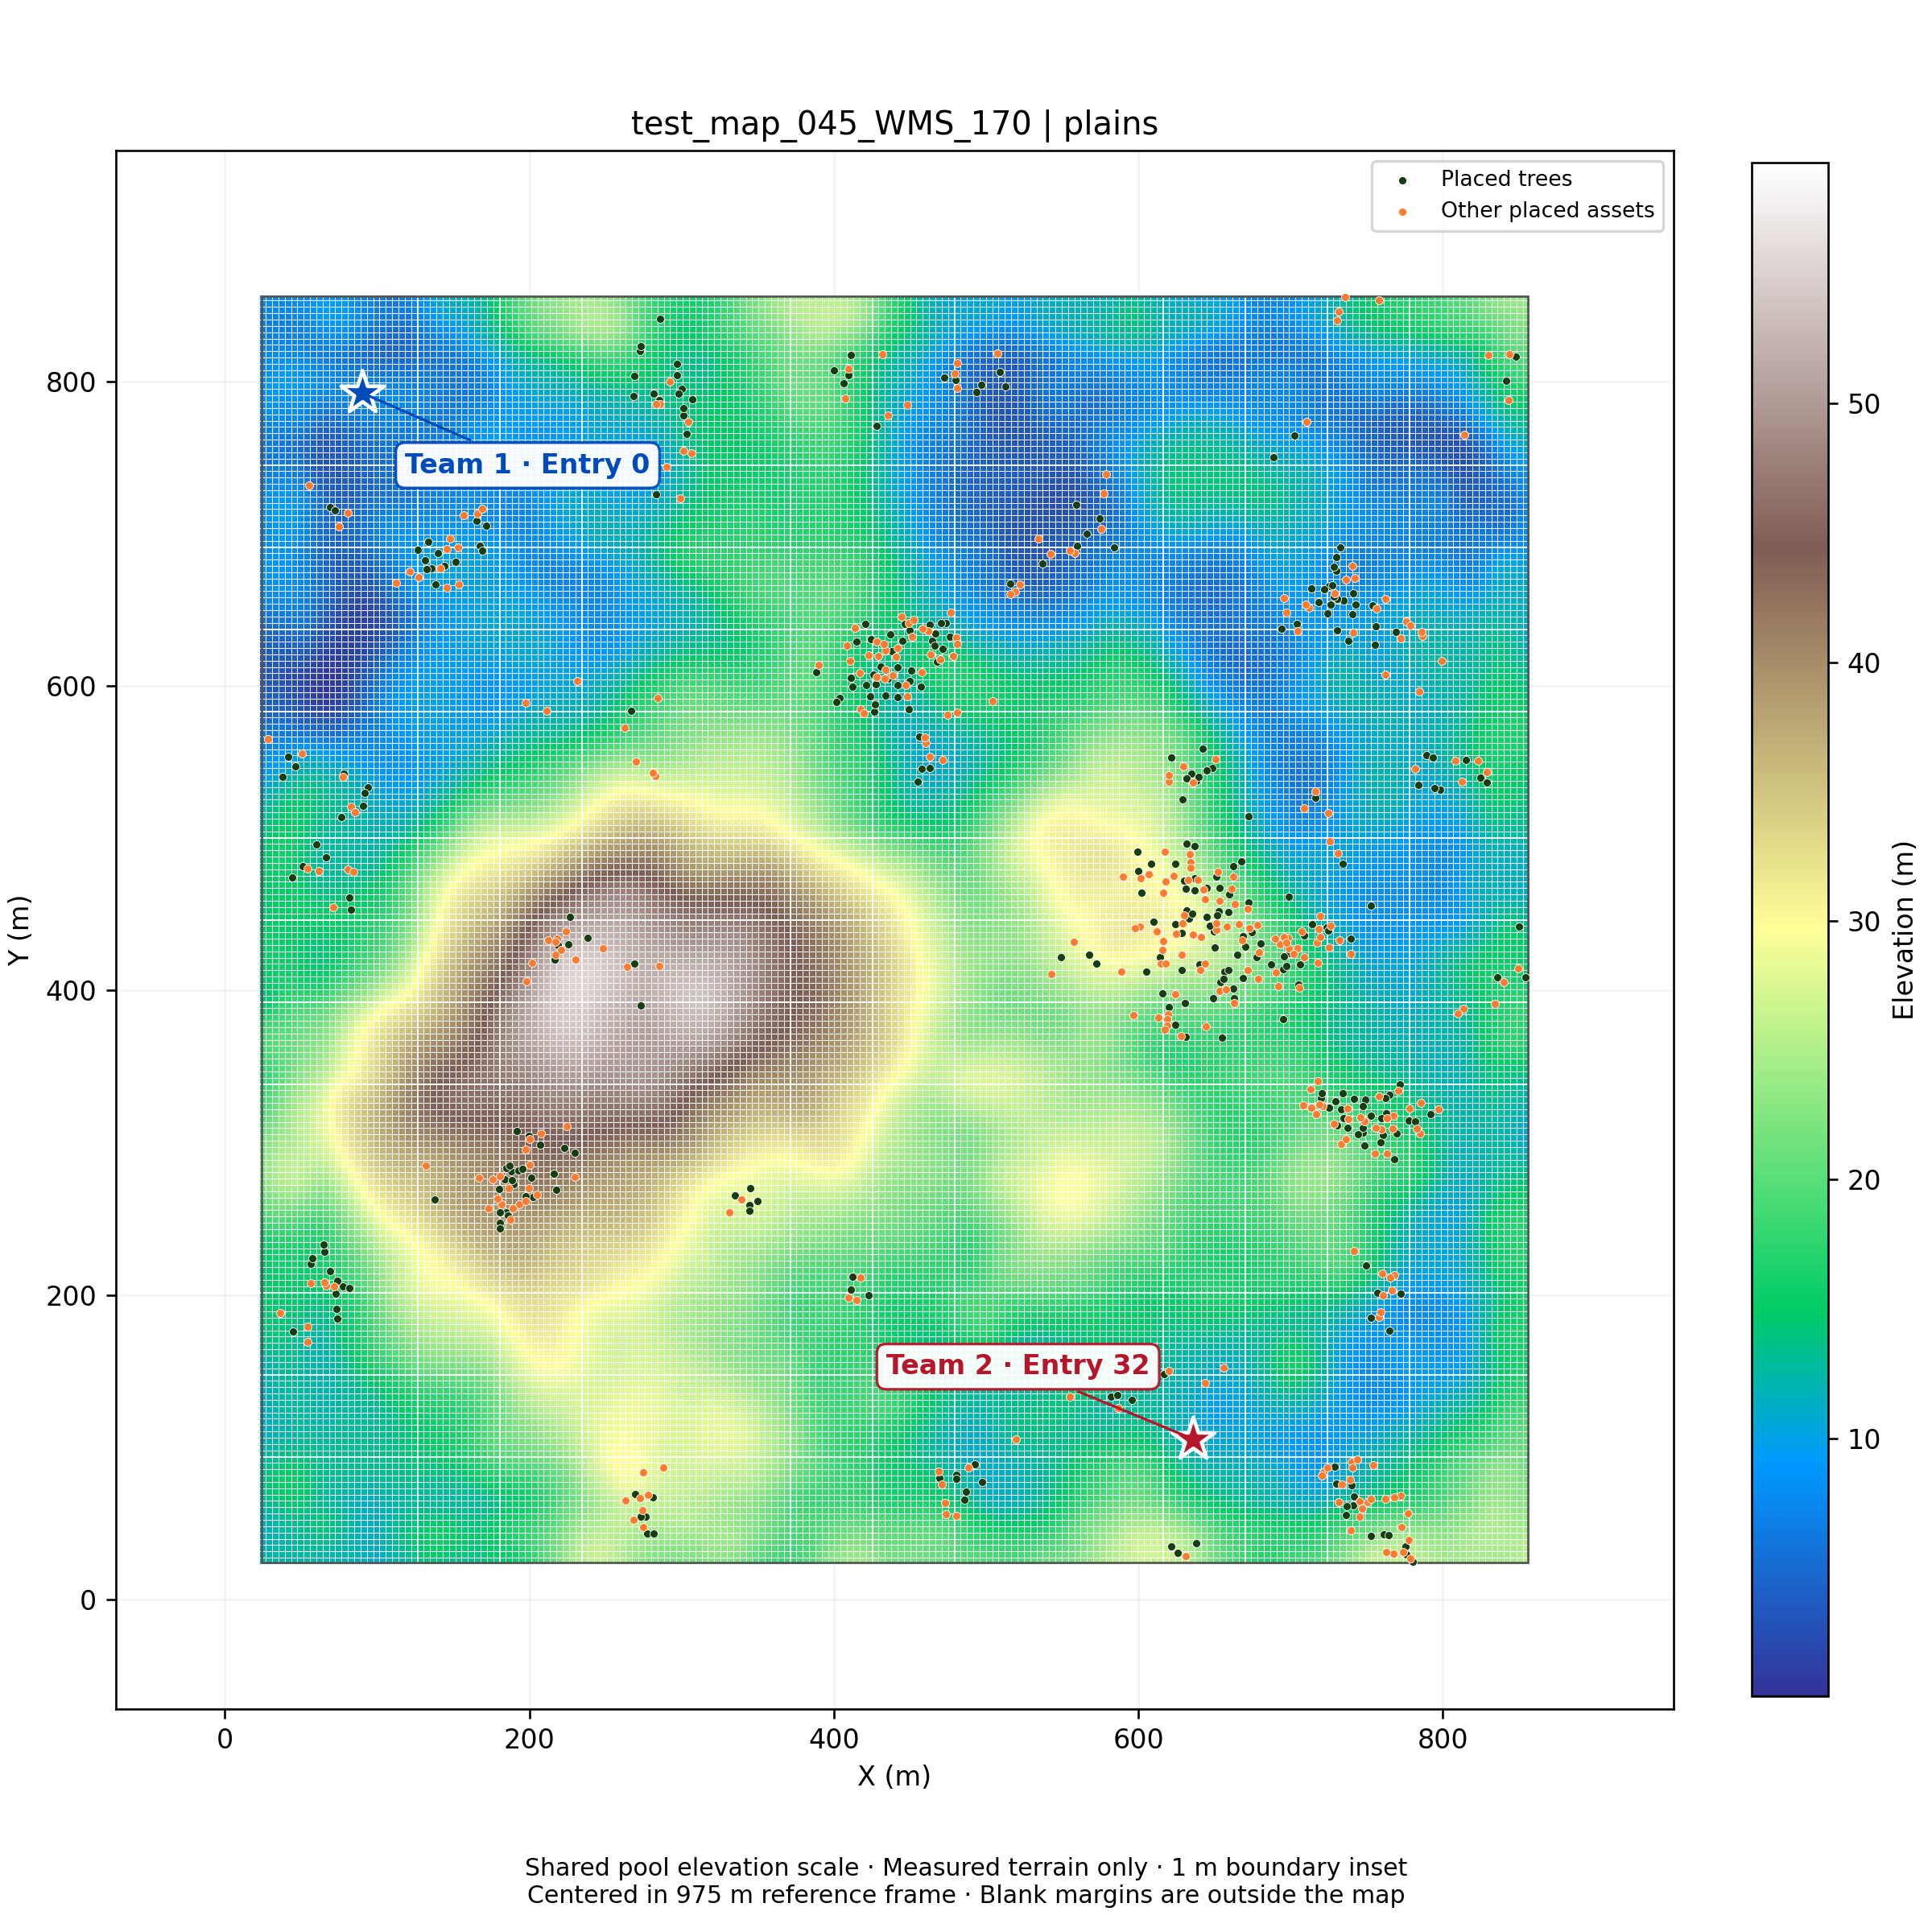 test_map_045_WMS_170 | plains
Placed trees
Other placed assets
Team 1 · Entry 0
Team 2 · Entry 32
800
600
400
200
0
Y (m)
0
200
400
600
800
X (m)
50
40
30
20
10
Elevation (m)
Shared pool elevation scale · Measured terrain only · 1 m boundary inset
Centered in 975 m reference frame · Blank margins are outside the map